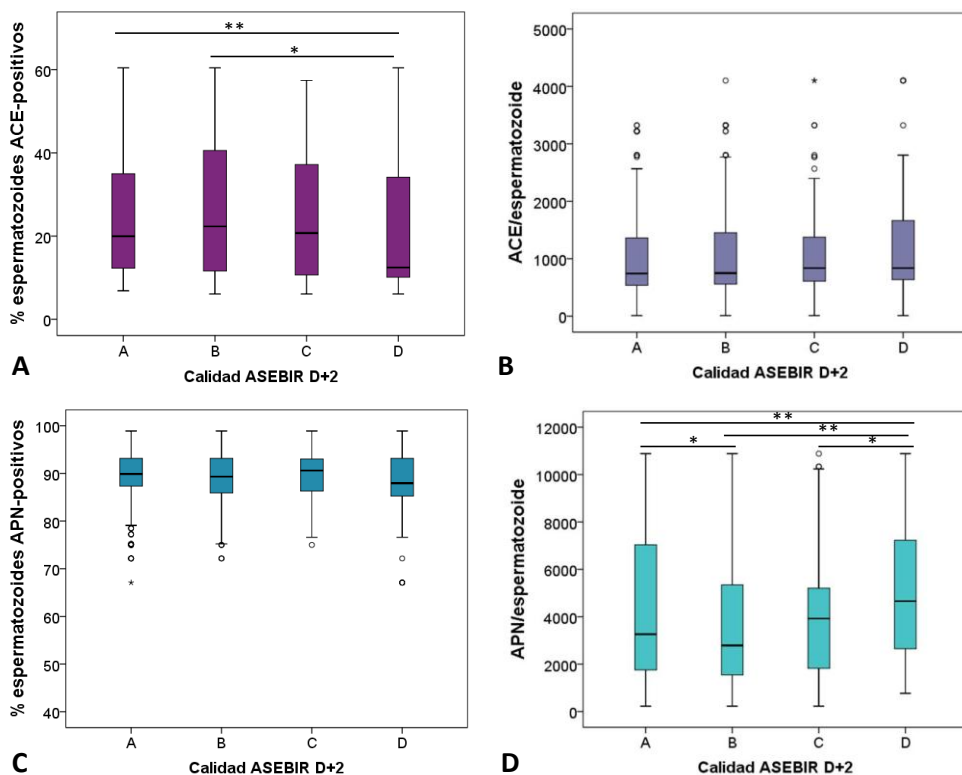 **
*
% espermatozoides ACE-positivos
60
40
20
0
A
B
C
D
Calidad ASEBIR D+2
A
ACE/espermatozoide
5000
4000
3000
2000
1000
0
*
A
B
C
D
Calidad ASEBIR D+2
B
% espermatozoides APN-positivos
100
90
80
70
60
50
40
*
A
B
C
D
Calidad ASEBIR D+2
C
**
**
*
*
APN/espermatozoide
12000
10000
8000
6000
4000
2000
0
A
B
C
D
Calidad ASEBIR D+2
D